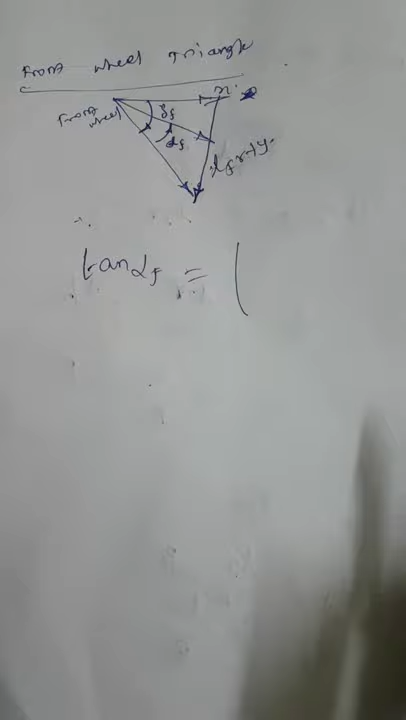 Front wheel Triangle
ẋ
Front wheel
δf
αf
lf r + ẏ
tan αf = (